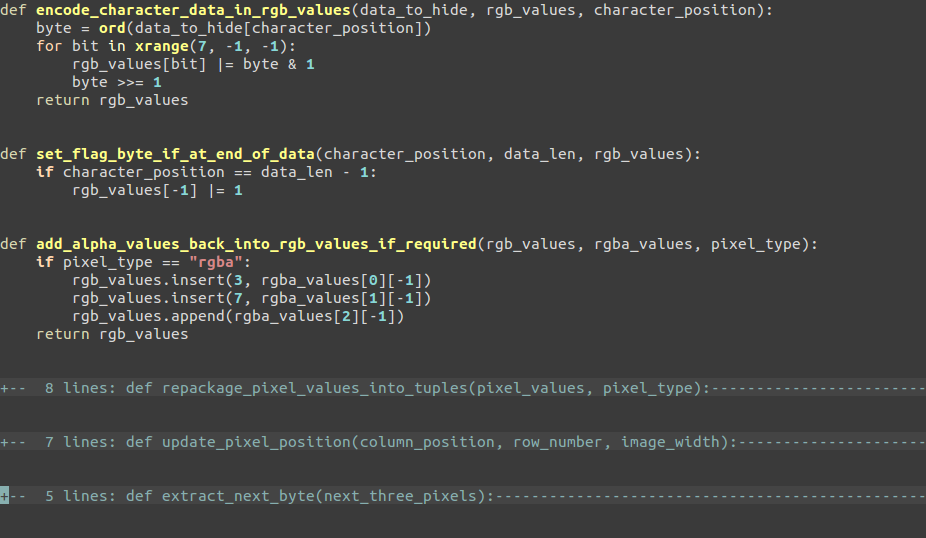 def encode_character_data_in_rgb_values(data_to_hide, rgb_values, character_position):
    byte = ord(data_to_hide[character_position])
    for bit in xrange(7, -1, -1):
        rgb_values[bit] |= byte & 1
        byte >>= 1
    return rgb_values
def set_flag_byte_if_at_end_of_data(character_position, data_len, rgb_values):
    if character_position == data_len - 1:
        rgb_values[-1] |= 1
def add_alpha_values_back_into_rgb_values_if_required(rgb_values, rgba_values, pixel_type):
    if pixel_type == "rgba":
        rgb_values.insert(3, rgba_values[0][-1])
        rgb_values.insert(7, rgba_values[1][-1])
        rgb_values.append(rgba_values[2][-1])
    return rgb_values
+--  8 lines: def repackage_pixel_values_into_tuples(pixel_values, pixel_type):------------------------
+--  7 lines: def update_pixel_position(column_position, row_number, image_width):---------------------
+--  5 lines: def extract_next_byte(next_three_pixels):------------------------------------------------